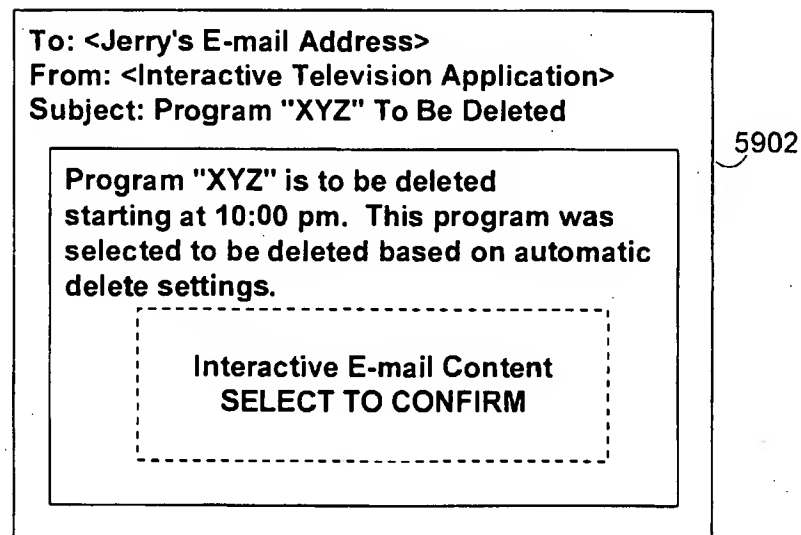 To: <Jerry's E-mail Address>
From: <Interactive Television Application>
Subject: Program "XYZ" To Be Deleted
5902
Program "XYZ" is to be deleted
starting at 10:00 pm. This program was
selected to be deleted based on automatic
delete settings.
Interactive E-mail Content
SELECT TO CONFIRM